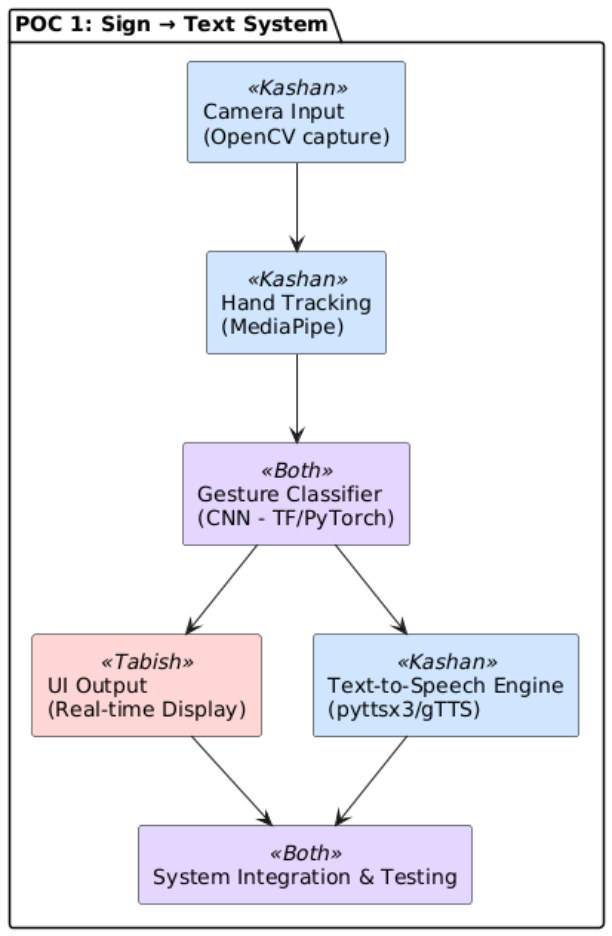 POC 1: Sign → Text System
«Kashan»
Camera Input
(OpenCV capture)
«Kashan»
Hand Tracking
(MediaPipe)
«Both»
Gesture Classifier
(CNN - TF/PyTorch)
«Tabish»
UI Output
(Real-time Display)
«Kashan»
Text-to-Speech Engine
(pyttsx3/gTTS)
«Both»
System Integration & Testing